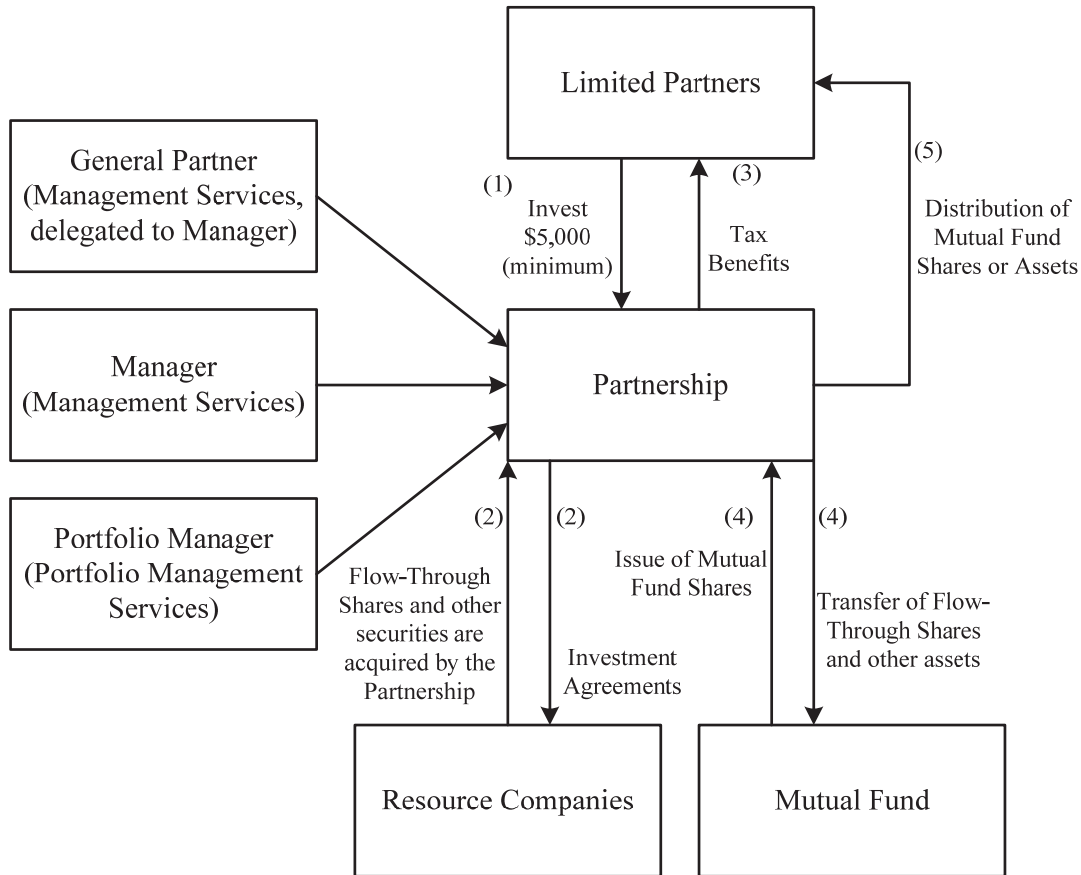 Limited Partners
General Partner
(Management Services,
delegated to Manager)
(1)
Invest
$5,000
(minimum)
(3)
Tax
Benefits
(5)
Distribution of
Mutual Fund
Shares or Assets
Manager
(Management Services)
Partnership
Portfolio Manager
(Portfolio Management
Services)
(2)
Flow-Through
Shares and other
securities are
acquired by the
Partnership
(2)
Investment
Agreements
(4)
Issue of Mutual
Fund Shares
(4)
Transfer of Flow-
Through Shares
and other assets
Resource Companies
Mutual Fund